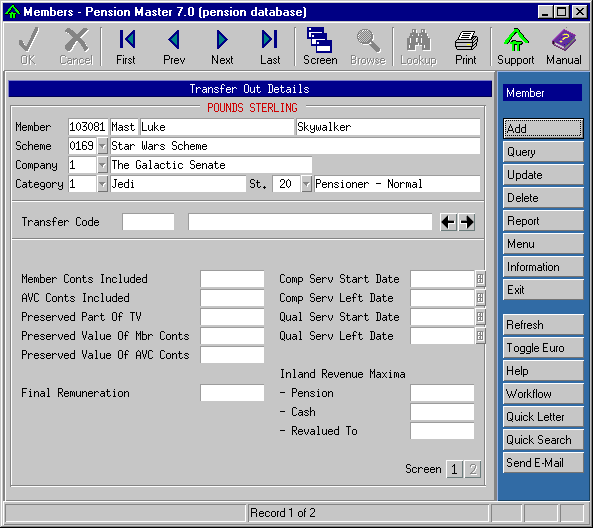 Members - Pension Master 7.0 (pension database)
OK Cancel First Prev Next Last Screen Browse Lookup Print Support Manual
Transfer Out Details
POUNDS STERLING
Member 103081 Mast Luke Skywalker
Scheme 0169 Star Wars Scheme
Company 1 The Galactic Senate
Category 1 Jedi St. 20 Pensioner - Normal
Transfer Code
Member Conts Included Comp Serv Start Date
AVC Conts Included Comp Serv Left Date
Preserved Part Of TV Qual Serv Start Date
Preserved Value Of Mbr Conts Qual Serv Left Date
Preserved Value Of AVC Conts
Inland Revenue Maxima
Final Remuneration - Pension
- Cash
- Revalued To
Screen 1 2
Member
Add
Query
Update
Delete
Report
Menu
Information
Exit
Refresh
Toggle Euro
Help
Workflow
Quick Letter
Quick Search
Send E-Mail
Record 1 of 2